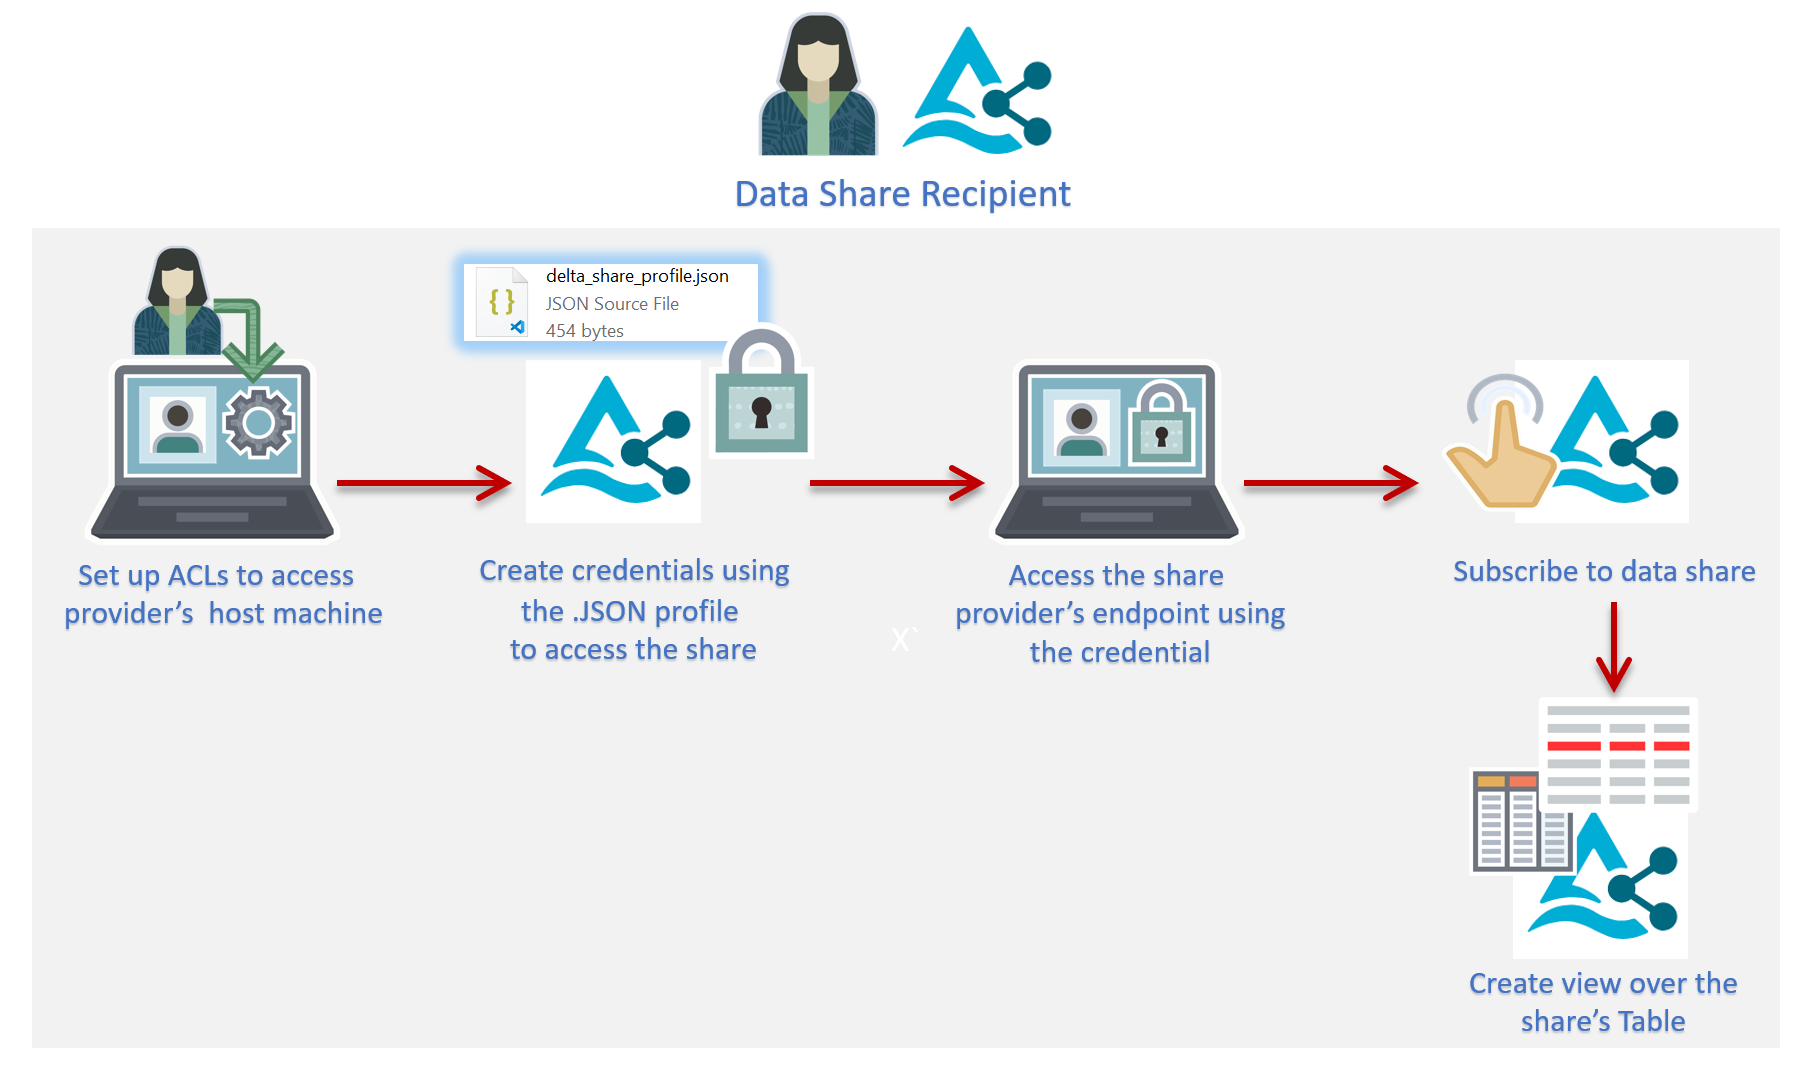 Data Share Recipient
delta_share_profile.json
JSON Source File
454 bytes
Set up ACLs to access
provider’s  host machine
Create credentials using
the .JSON profile
to access the share
X`
Access the share
provider’s endpoint using
the credential
Subscribe to data share
Create view over the
share’s Table